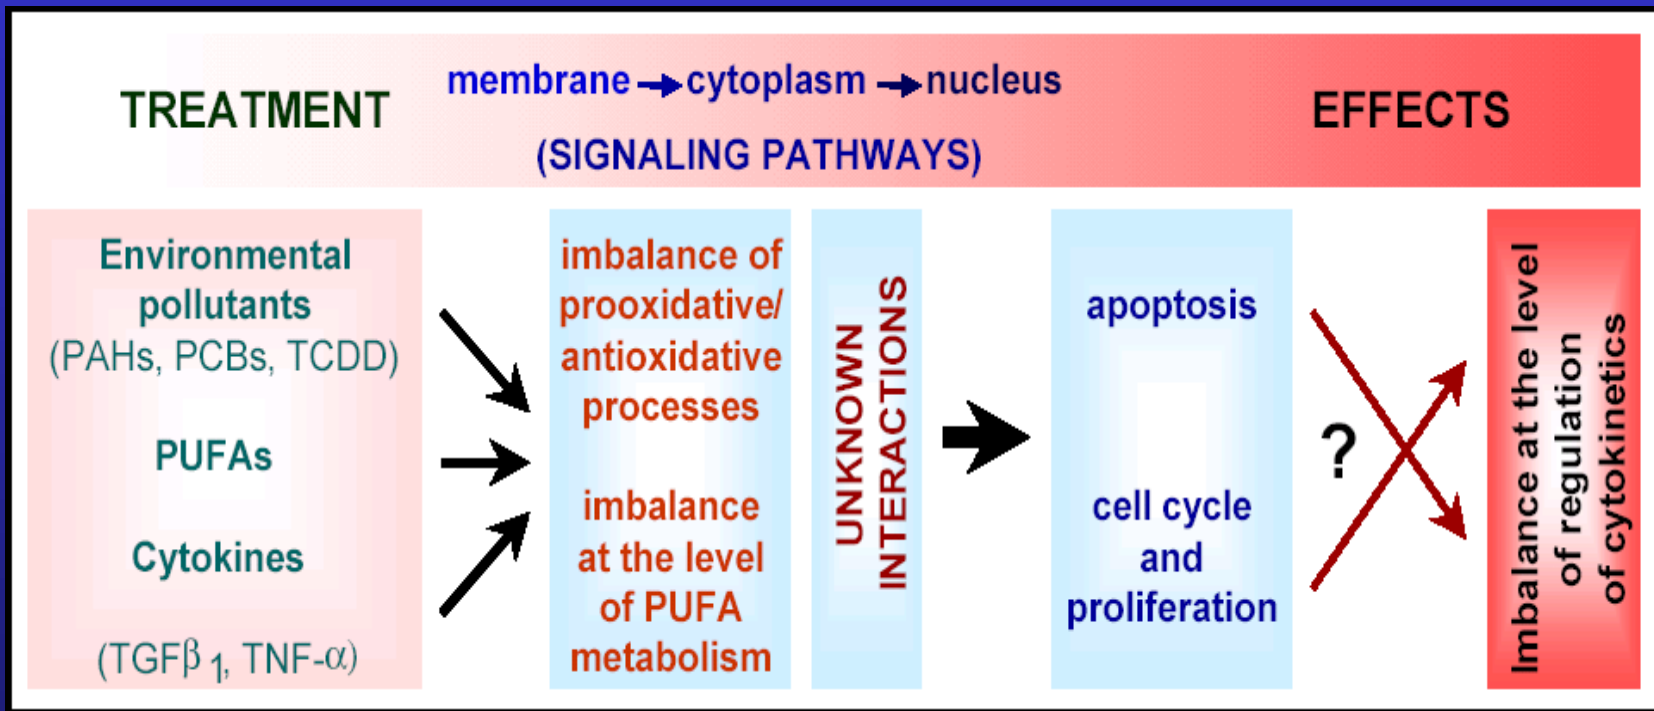 TREATMENT
membrane → cytoplasm → nucleus
(SIGNALING PATHWAYS)
EFFECTS
Environmental
pollutants
(PAHs, PCBs, TCDD)
PUFAs
Cytokines
(TGFβ1, TNF-α)
imbalance of
prooxidative/
antioxidative
processes
imbalance
at the level
of PUFA
metabolism
UNKNOWN
INTERACTIONS
apoptosis
cell cycle
and
proliferation
?
Imbalance at the level
of regulation
of cytokinetics